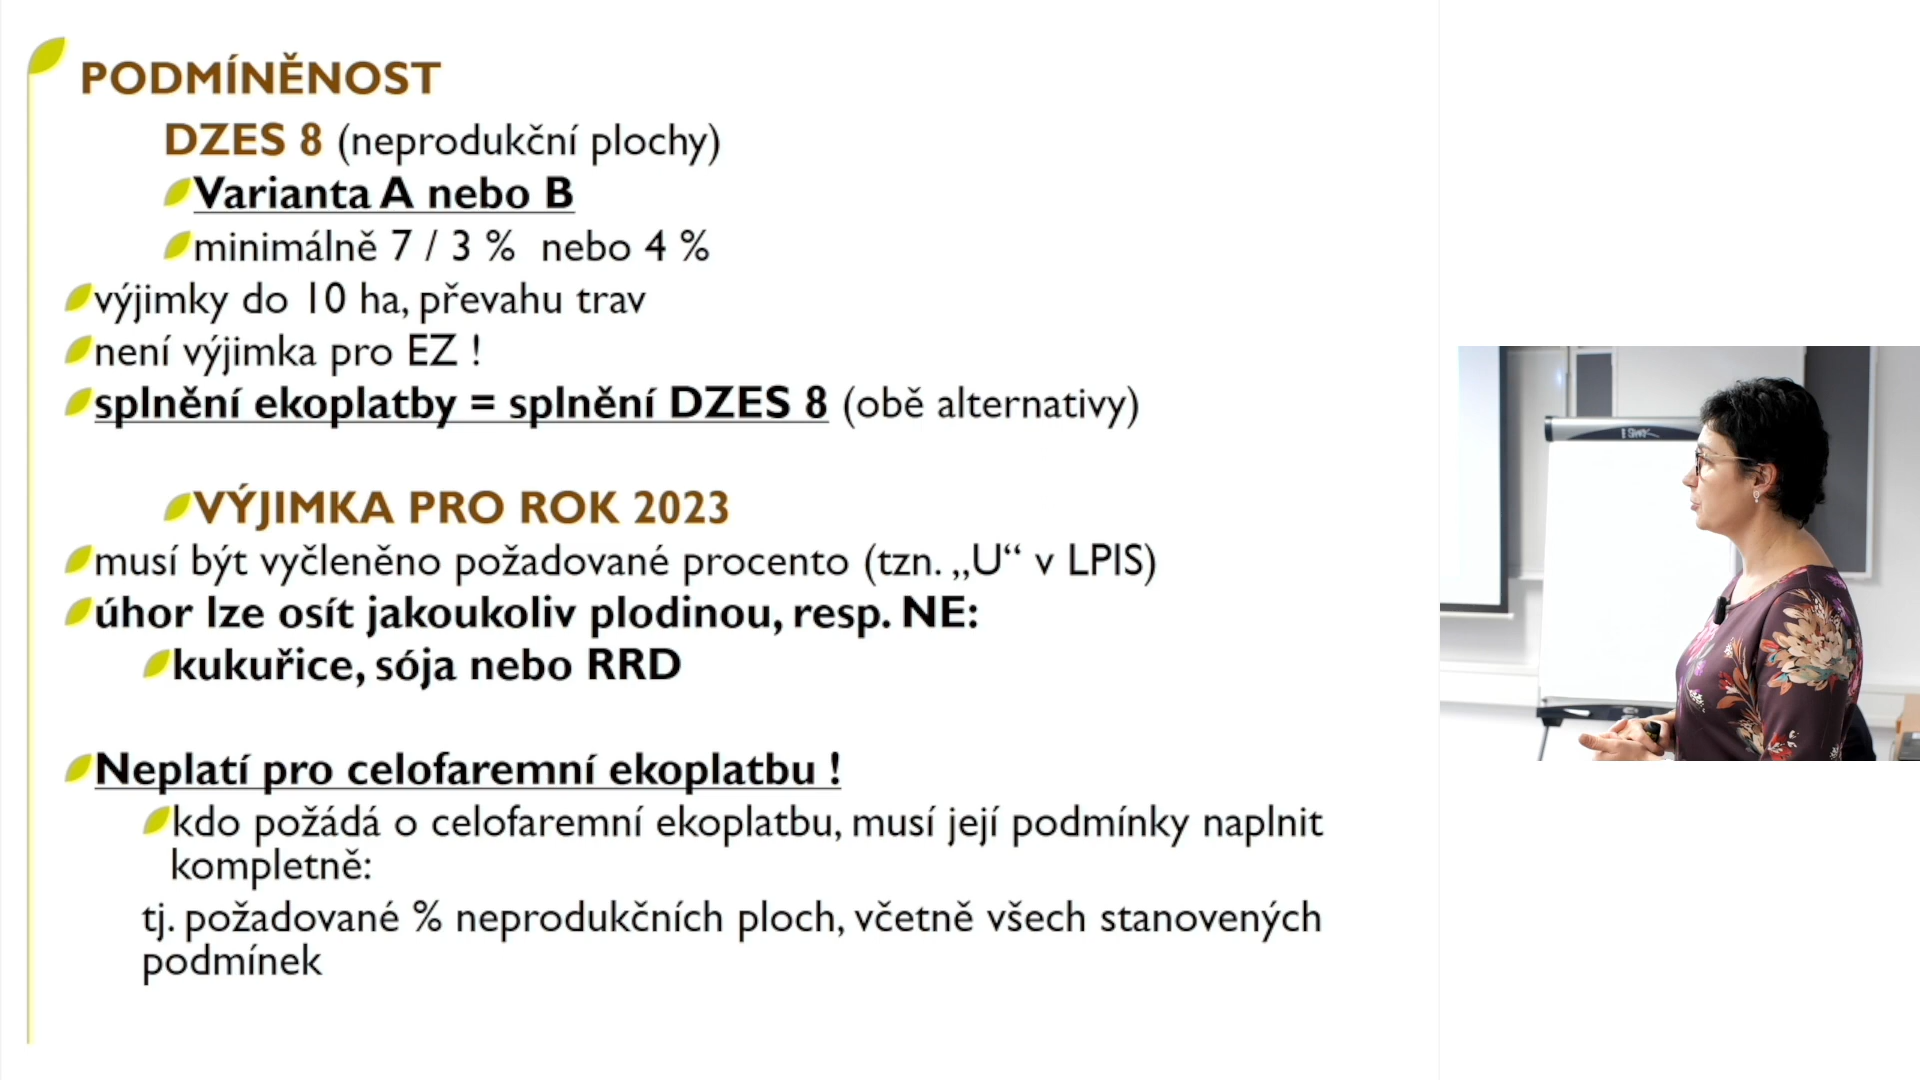 PODMÍNĚNOST
DZES 8 (neprodukční plochy)
Varianta A nebo B
minimálně 7 / 3 % nebo 4 %
výjimky do 10 ha, převahu trav
není výjimka pro EZ !
splnění ekoplatby = splnění DZES 8 (obě alternativy)
VÝJIMKA PRO ROK 2023
musí být vyčleněno požadované procento (tzn. „U“ v LPIS)
úhor lze osít jakoukoliv plodinou, resp. NE:
kukuřice, sója nebo RRD
Neplatí pro celofaremní ekoplatbu !
kdo požádá o celofaremní ekoplatbu, musí její podmínky naplnit
kompletně:
tj. požadované % neprodukčních ploch, včetně všech stanovených
podmínek